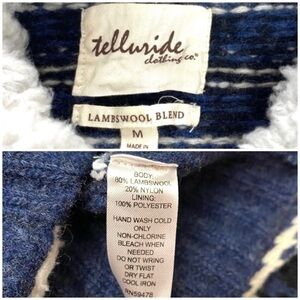 telluride
clothing co.
LAMBSWOOL BLEND
M
MADE IN
BODY:
80% LAMBSWOOL
20% NYLON
LINING:
100% POLYESTER
HAND WASH COLD
ONLY
NON-CHLORINE
BLEACH WHEN
NEEDED
DO NOT WRING
OR TWIST
DRY FLAT
COOL IRON
RN59478